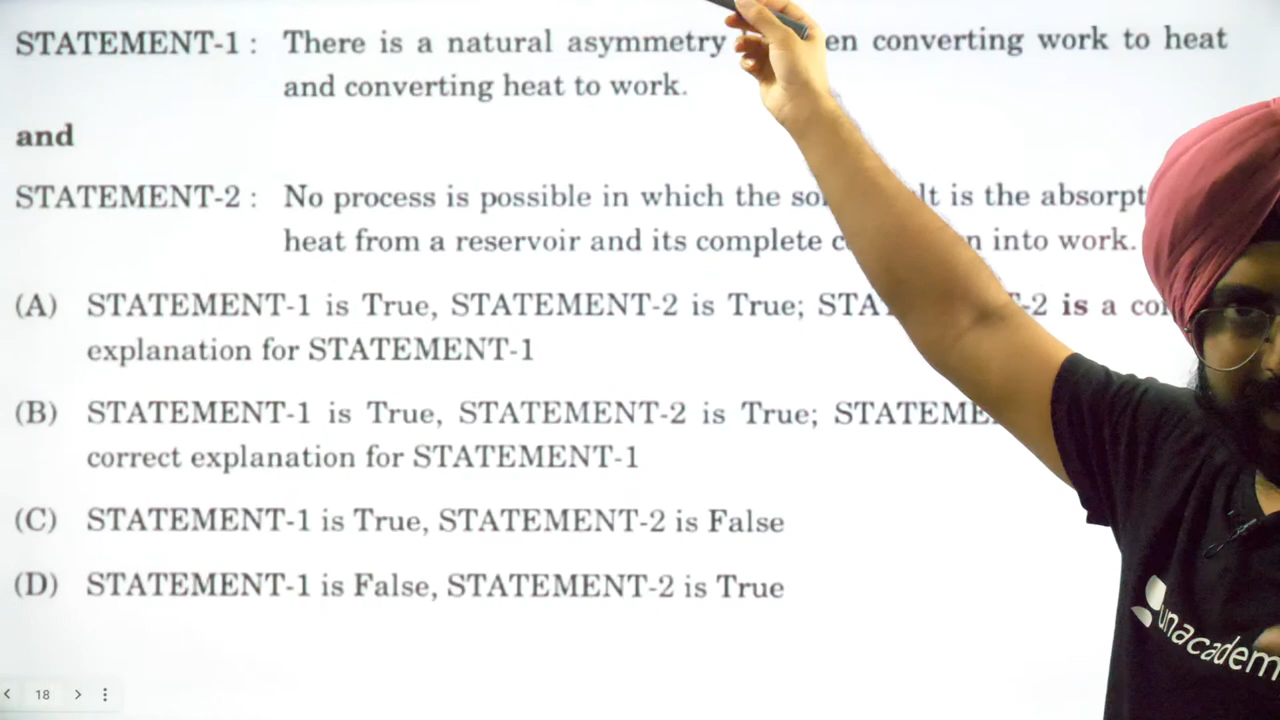 STATEMENT-1 : There is a natural asymmetry en converting work to heat
and converting heat to work.
and
STATEMENT-2 : No process is possible in which the so lt is the absorpt
heat from a reservoir and its complete c n into work.
(A) STATEMENT-1 is True, STATEMENT-2 is True; STA -2 is a co
explanation for STATEMENT-1
(B) STATEMENT-1 is True, STATEMENT-2 is True; STATEME
correct explanation for STATEMENT-1
(C) STATEMENT-1 is True, STATEMENT-2 is False
(D) STATEMENT-1 is False, STATEMENT-2 is True
unacadem
18